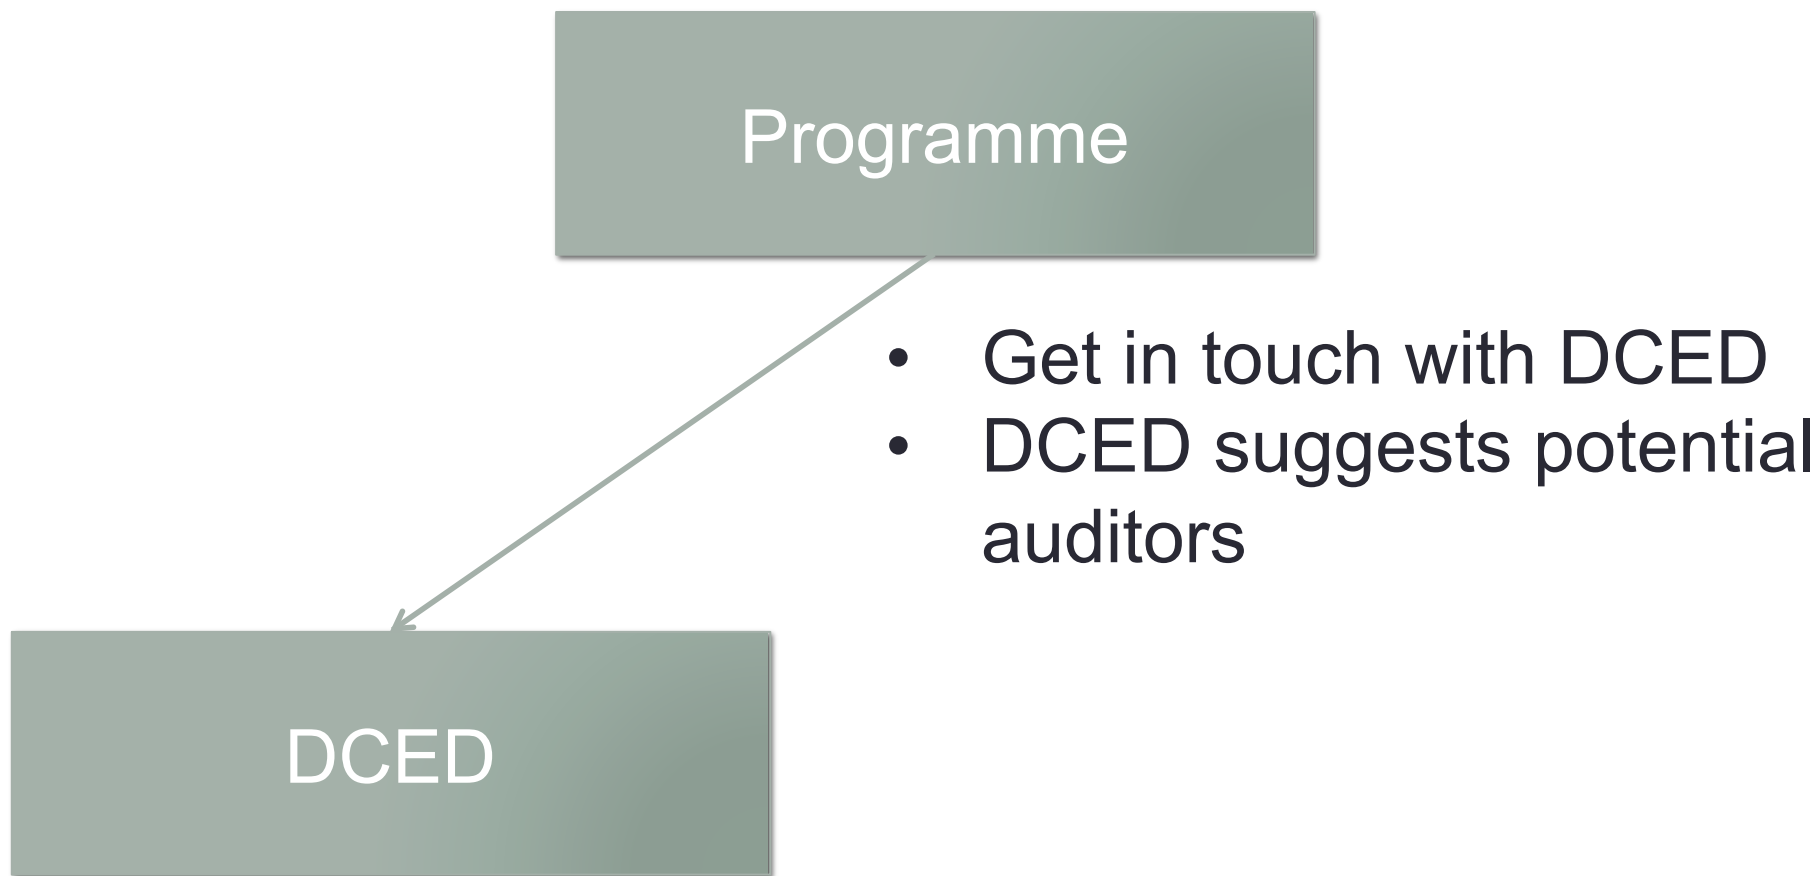 Programme
• Get in touch with DCED
• DCED suggests potential
auditors
DCED